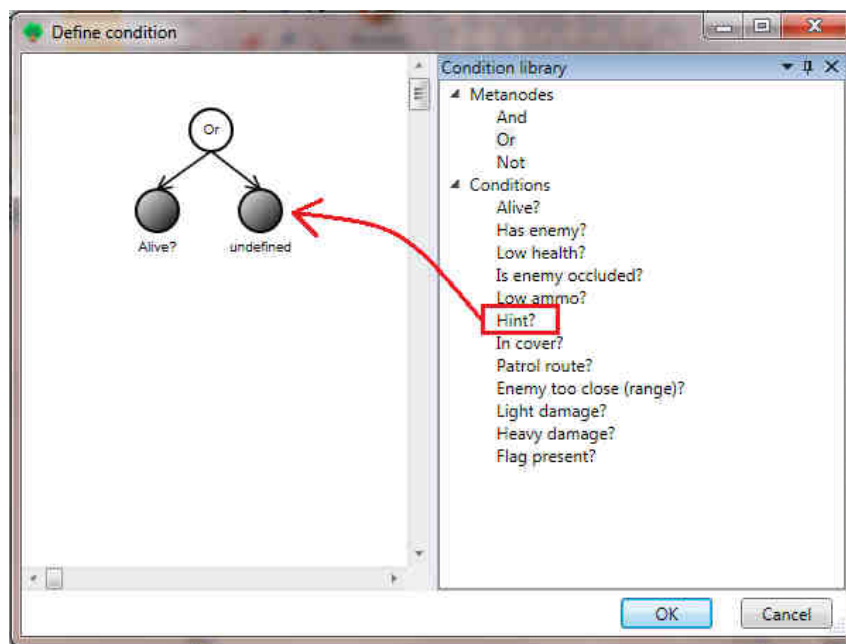 Define condition
Or
Alive?
undefined
Condition library
Metanodes
And
Or
Not
Conditions
Alive?
Has enemy?
Low health?
Is enemy occluded?
Low ammo?
Hint?
In cover?
Patrol route?
Enemy too close (range)?
Light damage?
Heavy damage?
Flag present?
OK
Cancel